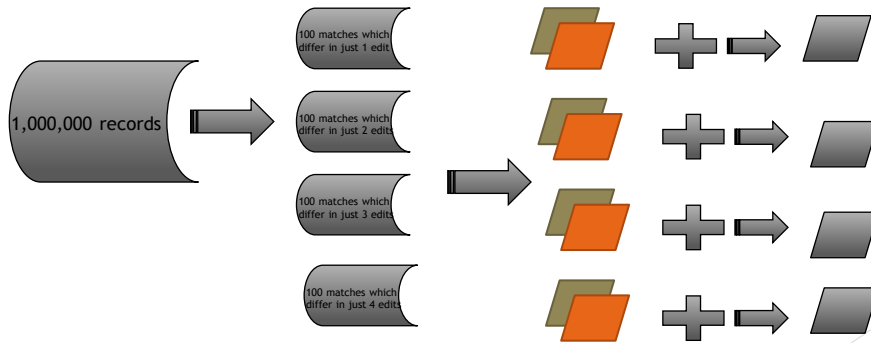 1,000,000 records
100 matches which
differ in just 1 edit
100 matches which
differ in just 2 edits
100 matches which
differ in just 3 edits
100 matches which
differ in just 4 edits